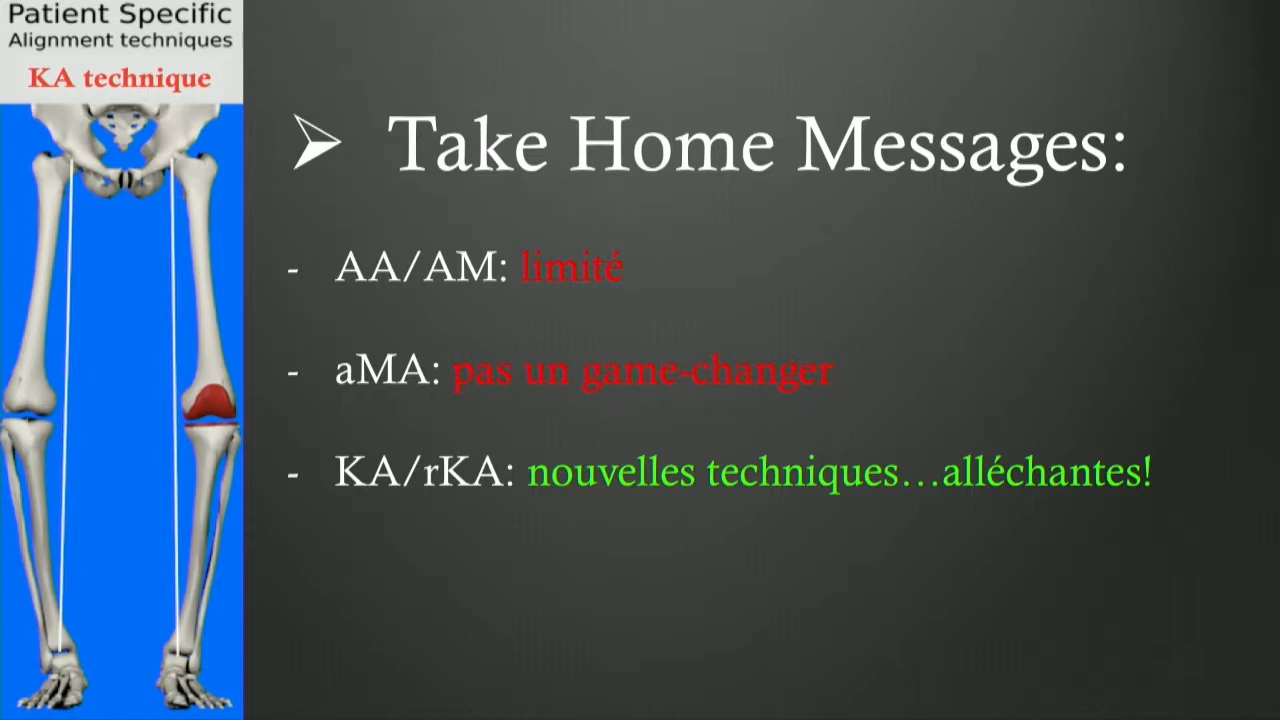 Patient Specific
Alignment techniques
KA technique
Take Home Messages:
- AA/AM: limité
- aMA: pas un game-changer
- KA/rKA: nouvelles techniques…alléchantes!